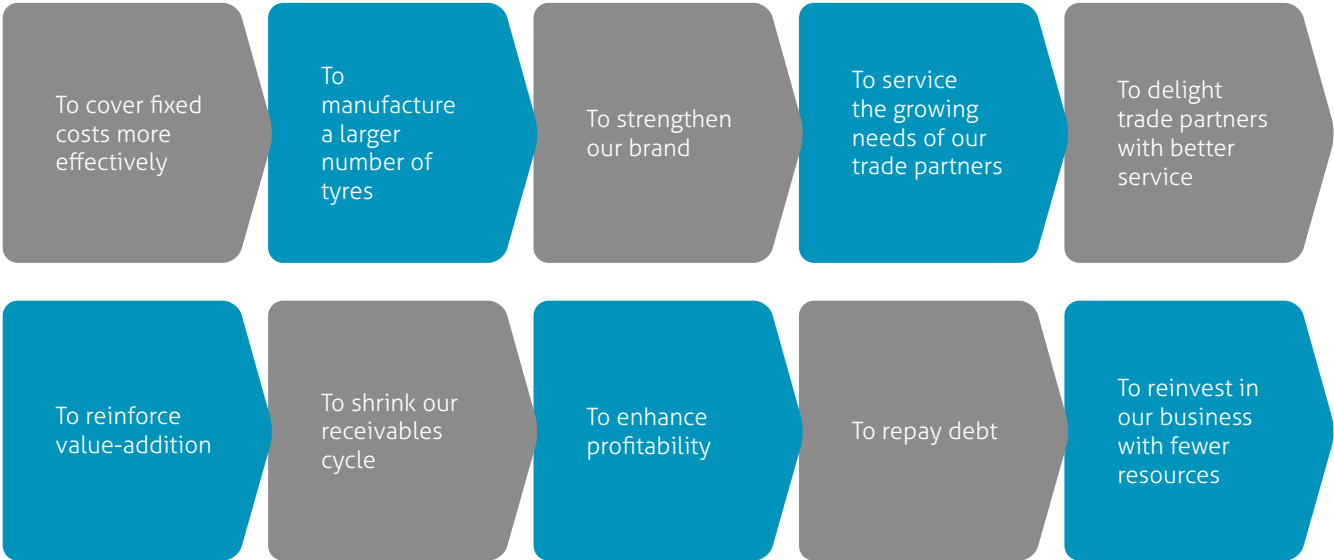 To cover fixed
costs more
effectively
To
manufacture
a larger
number of
tyres
To strengthen
our brand
To service
the growing
needs of our
trade partners
To delight
trade partners
with better
service
To reinforce
value-addition
To shrink our
receivables
cycle
To enhance
profitability
To repay debt
To reinvest in
our business
with fewer
resources